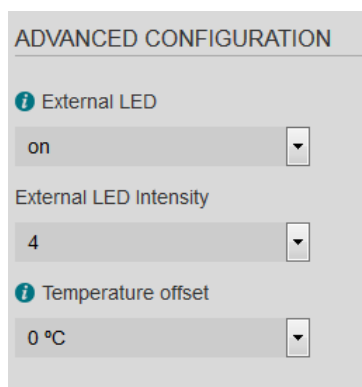 ADVANCED CONFIGURATION
i External LED
on
External LED Intensity
4
i Temperature offset
0 ºC